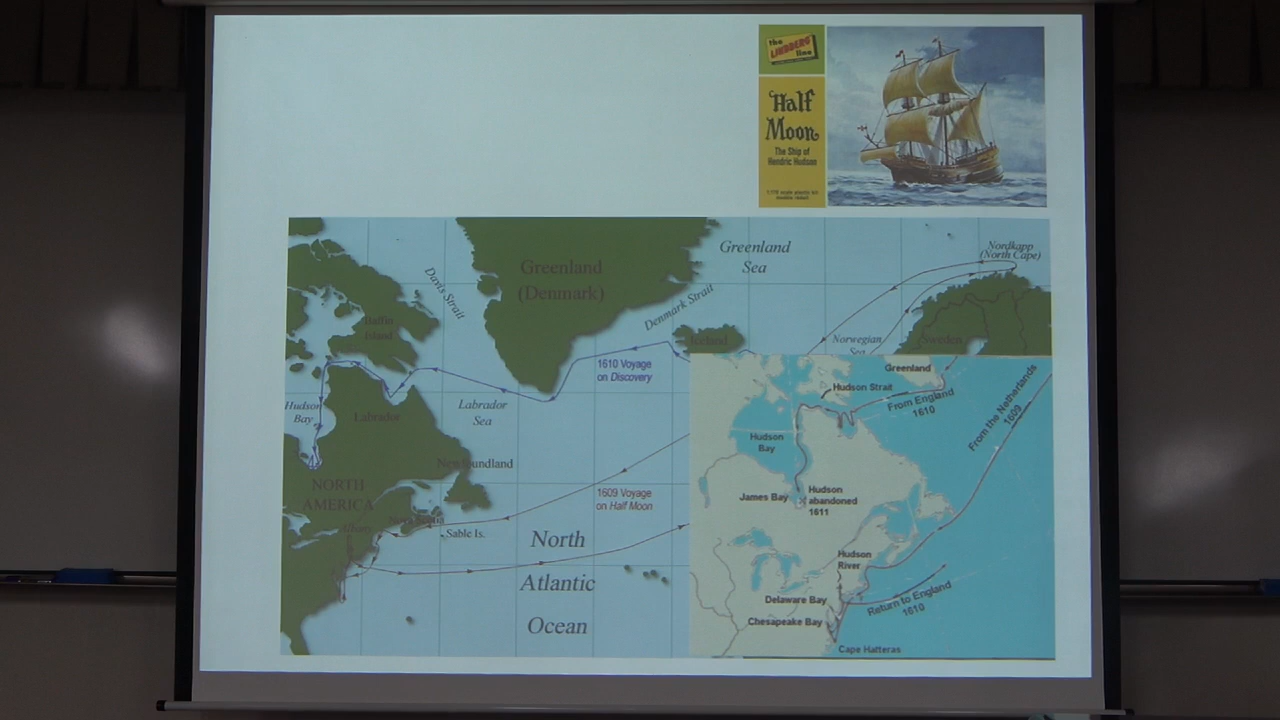 the
LINDBERG
line
Half
Moon
The Ship of
Hendric Hudson
Greenland
Sea
Nordkapp
(North Cape)
Greenland
(Denmark)
Davis Strait
Denmark Strait
Baffin
Island
Iceland
Norwegian
Sea
Sweden
1610 Voyage
on Discovery
Hudson
Bay
Labrador
Labrador
Sea
Newfoundland
NORTH
AMERICA
Albany
1609 Voyage
on Half Moon
Sable Is.
North
Atlantic
Ocean
Greenland
Hudson Strait
From England
1610
From the Netherlands
1609
Hudson
Bay
James Bay
Hudson
abandoned
1611
Hudson
River
Delaware Bay
Return to England
1610
Chesapeake Bay
Cape Hatteras